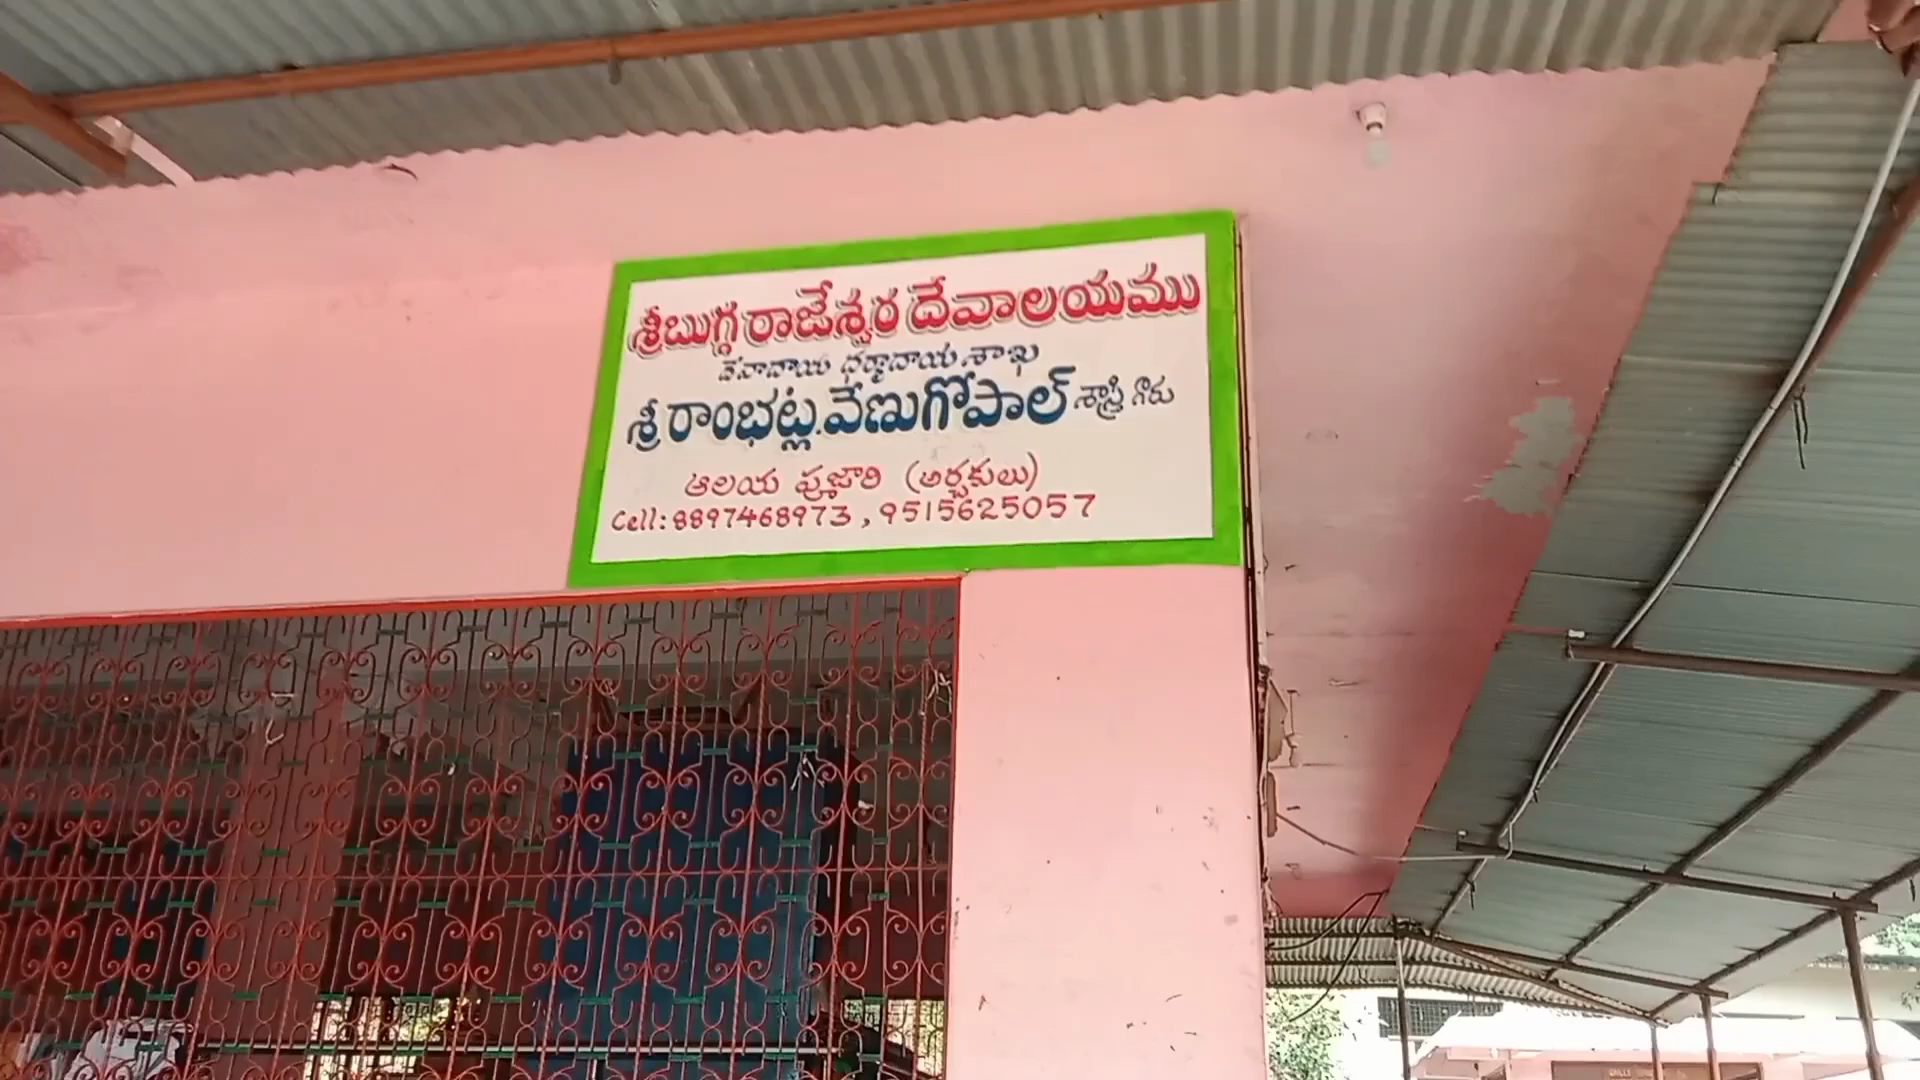 శ్రీ బుగ్గ రాజేశ్వర దేవాలయము
దేవాదాయ ధర్మాదాయ శాఖ
శ్రీ రాంభట్ల.వేణుగోపాల్ శాస్త్రి గారు
ఆలయ పూజారి (అర్చకులు)
Cell: 8897468973, 9515625057